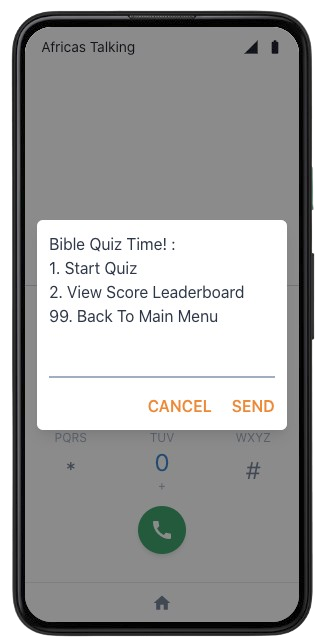 Africas Talking
Bible Quiz Time! :
1. Start Quiz
2. View Score Leaderboard
99. Back To Main Menu
CANCEL SEND
PQRS TUV WXYZ
* 0 #
+